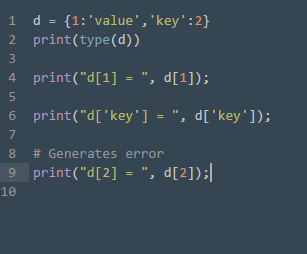 1 d = {1:'value','key':2}
2 print(type(d))
3
4 print("d[1] = ", d[1]);
5
6 print("d['key'] = ", d['key']);
7
8 # Generates error
9 print("d[2] = ", d[2]);
10